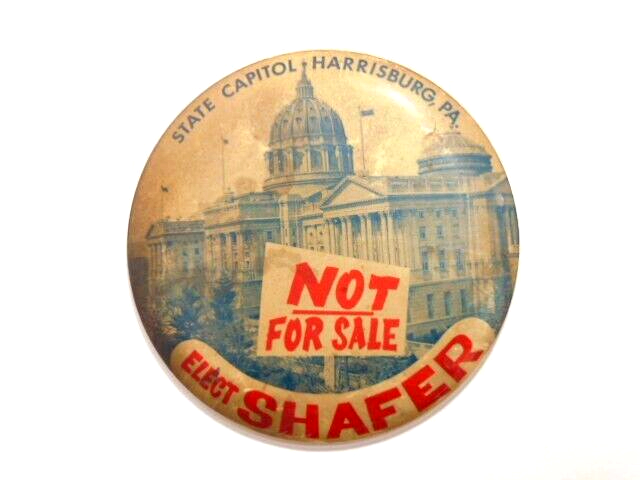 STATE CAPITOL · HARRISBURG, PA.
NOT
FOR SALE
ELECT SHAFER